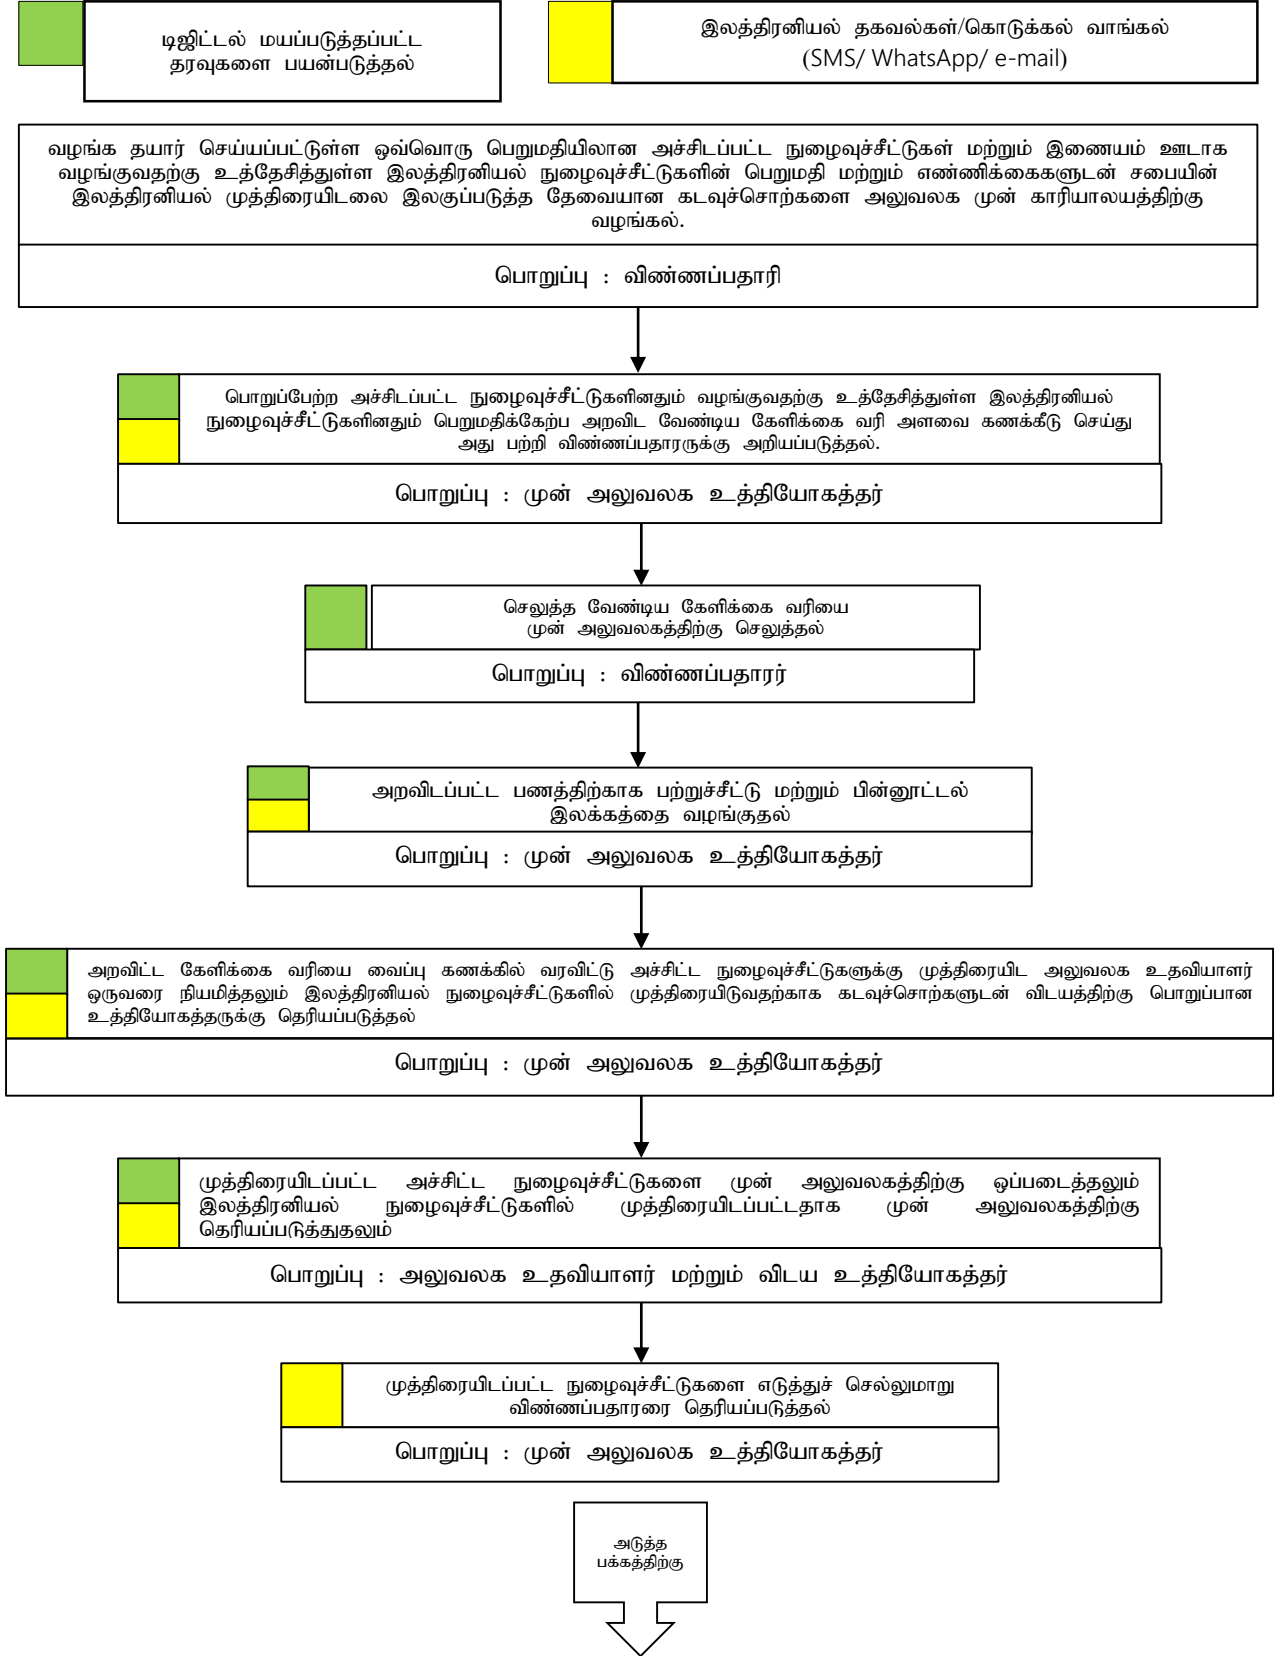 டிஜிட்டல் மயப்படுத்தப்பட்ட
தரவுகளை பயன்படுத்தல்
இலத்திரனியல் தகவல்கள்/கொடுக்கல் வாங்கல்
(SMS/ WhatsApp/ e-mail)
வழங்க தயார் செய்யப்பட்டுள்ள ஒவ்வொரு பெறுமதியிலான அச்சிடப்பட்ட நுழைவுச்சீட்டுகள் மற்றும் இணையம் ஊடாக
வழங்குவதற்கு உத்தேசித்துள்ள இலத்திரனியல் நுழைவுச்சீட்டுகளின் பெறுமதி மற்றும் எண்ணிக்கைகளுடன் சபையின்
இலத்திரனியல் முத்திரையிடலை இலகுப்படுத்த தேவையான கடவுச்சொற்களை அலுவலக முன் காரியாலயத்திற்கு
வழங்கல்.
பொறுப்பு : விண்ணப்பதாரி
பொறுப்பேற்ற அச்சிடப்பட்ட நுழைவுச்சீட்டுகளினதும் வழங்குவதற்கு உத்தேசித்துள்ள இலத்திரனியல்
நுழைவுச்சீட்டுகளினதும் பெறுமதிக்கேற்ப அறவிட வேண்டிய கேளிக்கை வரி அளவை கணக்கீடு செய்து
அது பற்றி விண்ணப்பதாரருக்கு அறியப்படுத்தல்.
பொறுப்பு : முன் அலுவலக உத்தியோகத்தர்
செலுத்த வேண்டிய கேளிக்கை வரியை
முன் அலுவலகத்திற்கு செலுத்தல்
பொறுப்பு : விண்ணப்பதாரர்
அறவிடப்பட்ட பணத்திற்காக பற்றுச்சீட்டு மற்றும் பின்னூட்டல்
இலக்கத்தை வழங்குதல்
பொறுப்பு : முன் அலுவலக உத்தியோகத்தர்
அறவிட்ட கேளிக்கை வரியை வைப்பு கணக்கில் வரவிட்டு அச்சிட்ட நுழைவுச்சீட்டுகளுக்கு முத்திரையிட அலுவலக உதவியாளர்
ஒருவரை நியமித்தலும் இலத்திரனியல் நுழைவுச்சீட்டுகளில் முத்திரையிடுவதற்காக கடவுச்சொற்களுடன் விடயத்திற்கு பொறுப்பான
உத்தியோகத்தருக்கு தெரியப்படுத்தல்
பொறுப்பு : முன் அலுவலக உத்தியோகத்தர்
முத்திரையிடப்பட்ட அச்சிட்ட நுழைவுச்சீட்டுகளை முன் அலுவலகத்திற்கு ஒப்படைத்தலும்
இலத்திரனியல் நுழைவுச்சீட்டுகளில் முத்திரையிடப்பட்டதாக முன் அலுவலகத்திற்கு
தெரியப்படுத்துதலும்
பொறுப்பு : அலுவலக உதவியாளர் மற்றும் விடய உத்தியோகத்தர்
முத்திரையிடப்பட்ட நுழைவுச்சீட்டுகளை எடுத்துச் செல்லுமாறு
விண்ணப்பதாரரை தெரியப்படுத்தல்
பொறுப்பு : முன் அலுவலக உத்தியோகத்தர்
அடுத்த
பக்கத்திற்கு